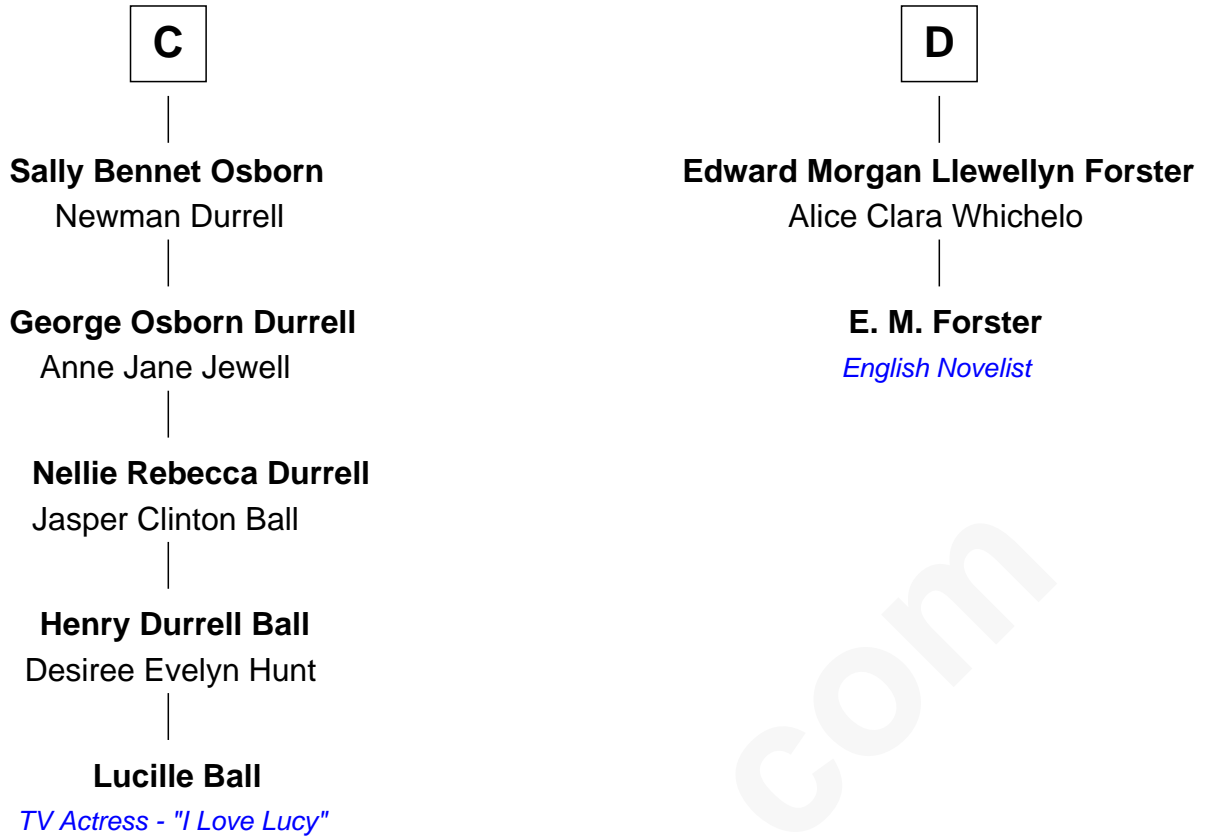 C
Sally Bennet Osborn
Newman Durrell
George Osborn Durrell
Anne Jane Jewell
Nellie Rebecca Durrell
Jasper Clinton Ball
Henry Durrell Ball
Desiree Evelyn Hunt
Lucille Ball
TV Actress - "I Love Lucy"
D
Edward Morgan Llewellyn Forster
Alice Clara Whichelo
E. M. Forster
English Novelist
com